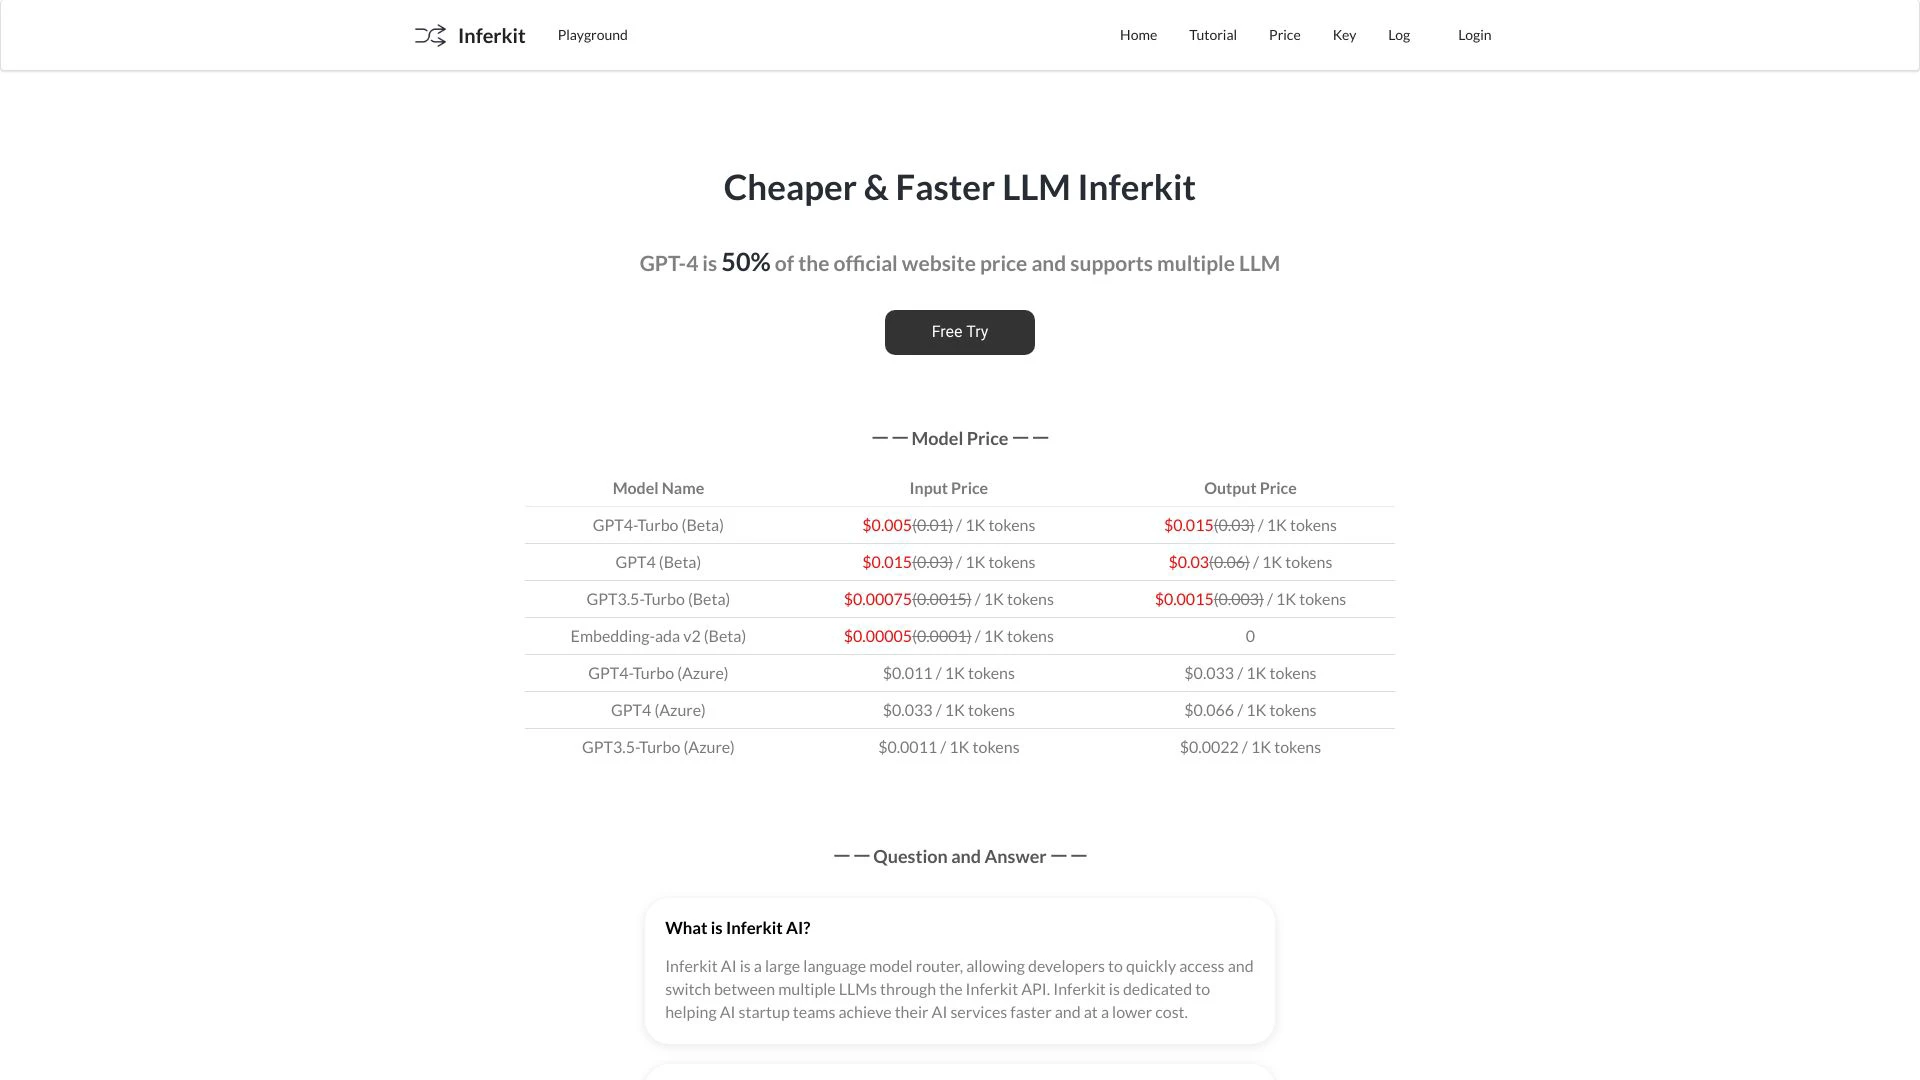 Inferkit Playground Home Tutorial Price Key Log Login
Cheaper & Faster LLM Inferkit
GPT-4 is 50% of the official website price and supports multiple LLM
Free Try
一 一 Model Price 一 一
Model Name Input Price Output Price
GPT4-Turbo (Beta) $0.005(0.01) / 1K tokens $0.015(0.03) / 1K tokens
GPT4 (Beta) $0.015(0.03) / 1K tokens $0.03(0.06) / 1K tokens
GPT3.5-Turbo (Beta) $0.00075(0.0015) / 1K tokens $0.0015(0.003) / 1K tokens
Embedding-ada v2 (Beta) $0.00005(0.0001) / 1K tokens 0
GPT4-Turbo (Azure) $0.011 / 1K tokens $0.033 / 1K tokens
GPT4 (Azure) $0.033 / 1K tokens $0.066 / 1K tokens
GPT3.5-Turbo (Azure) $0.0011 / 1K tokens $0.0022 / 1K tokens
一 一 Question and Answer 一 一
What is Inferkit AI?
Inferkit AI is a large language model router, allowing developers to quickly access and
switch between multiple LLMs through the Inferkit API. Inferkit is dedicated to
helping AI startup teams achieve their AI services faster and at a lower cost.